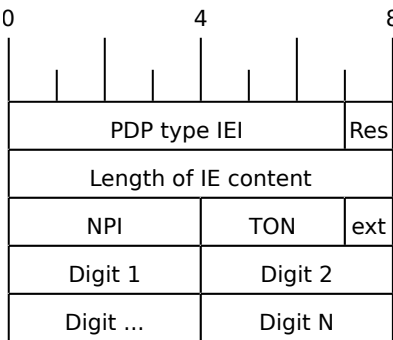 0 4 8
PDP type IEI Res
Length of IE content
NPI TON ext
Digit 1 Digit 2
Digit ... Digit N